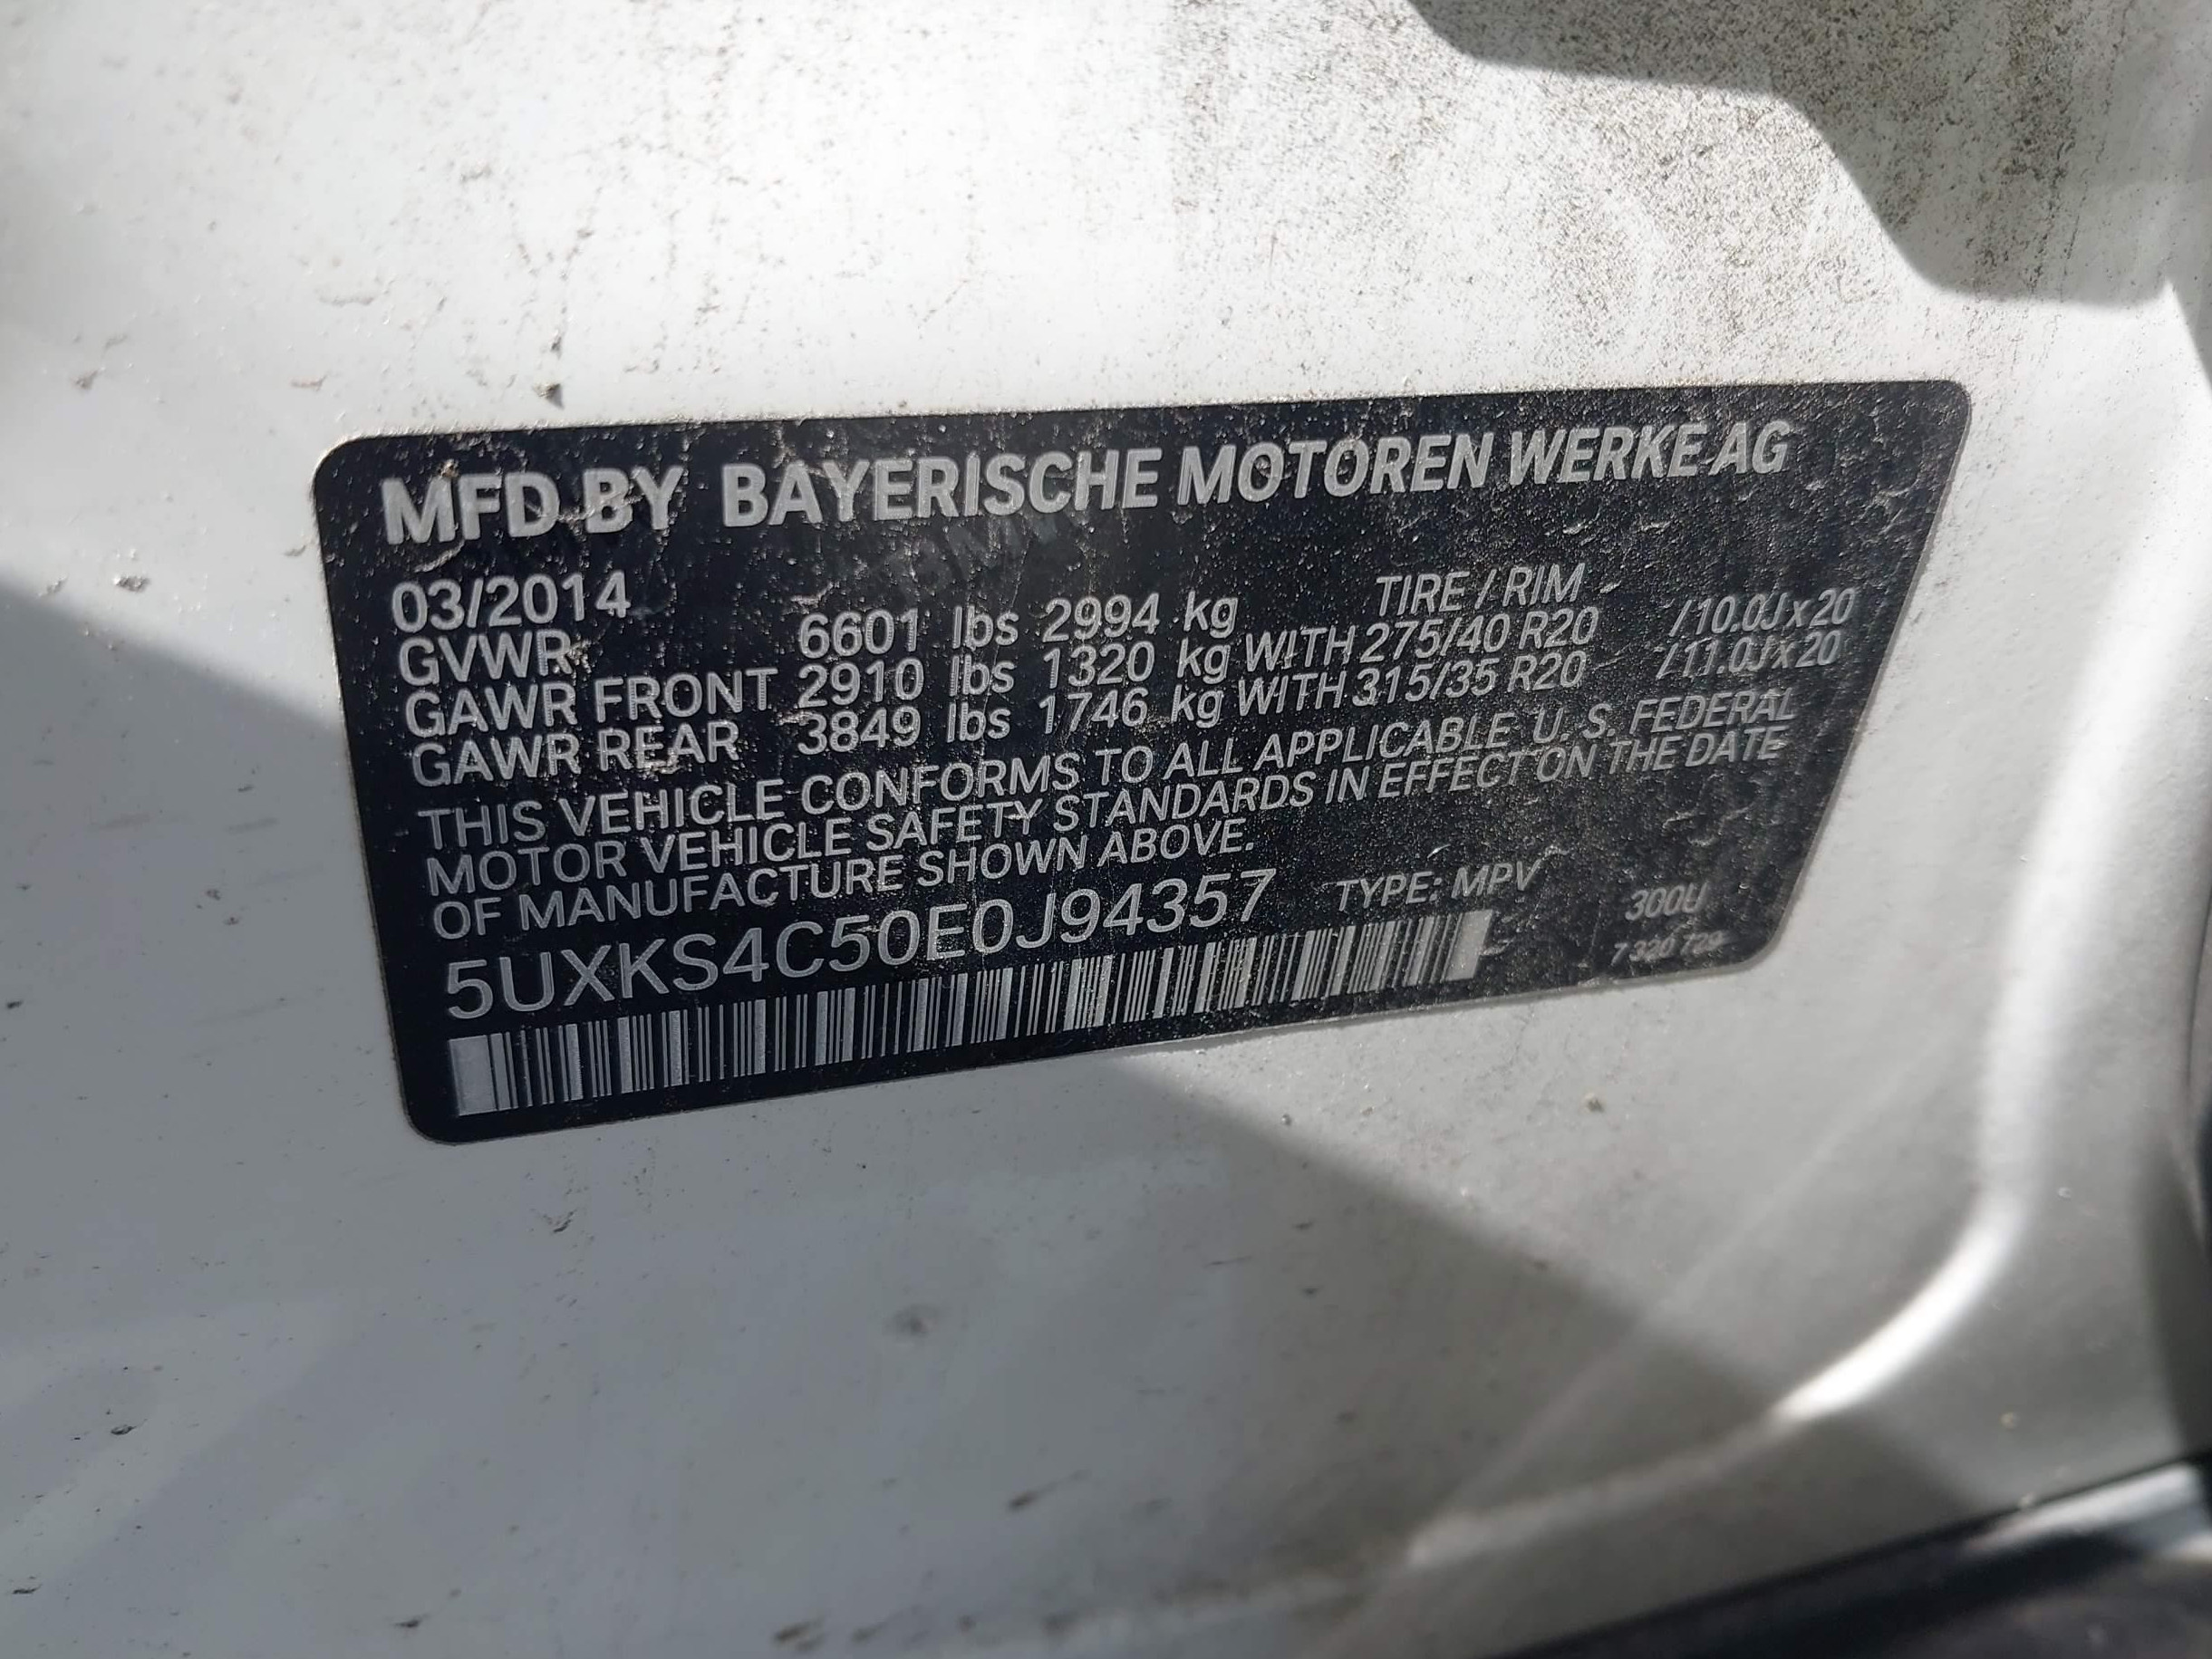 MFD BY BAYERISCHE MOTOREN WERKE AG
03/2014 TIRE / RIM
GVWR 6601 lbs 2994 kg
GAWR FRONT 2910 lbs 1320 kg WITH 275/40 R20 /10.0Jx20
GAWR REAR 3849 lbs 1746 kg WITH 315/35 R20 /11.0Jx20
THIS VEHICLE CONFORMS TO ALL APPLICABLE U. S. FEDERAL
MOTOR VEHICLE SAFETY STANDARDS IN EFFECT ON THE DATE
OF MANUFACTURE SHOWN ABOVE.
5UXKS4C50E0J94357 TYPE: MPV 300U
7 320 729